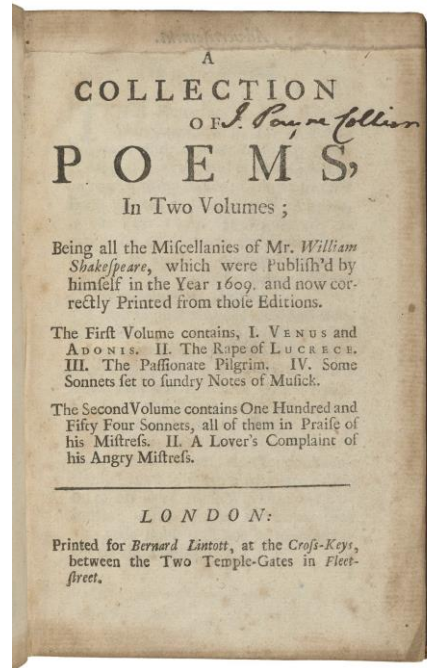 A
COLLECTION
OF J. Payne Collier
POEMS,
In Two Volumes ;
Being all the Miſcellanies of Mr. William
Shakeſpeare, which were Publiſh'd by
himſelf in the Year 1609. and now cor-
rectly Printed from thoſe Editions.
The Firſt Volume contains, I. VENUS and
ADONIS. II. The Rape of LUCRECE.
III. The Paſſionate Pilgrim. IV. Some
Sonnets ſet to ſundry Notes of Muſick.
The Second Volume contains One Hundred and
Fifty Four Sonnets, all of them in Praiſe of
his Miſtreſs. II. A Lover's Complaint of
his Angry Miſtreſs.
LONDON:
Printed for Bernard Lintott, at the Croſs-Keys,
between the Two Temple-Gates in Fleet-
ſtreet.